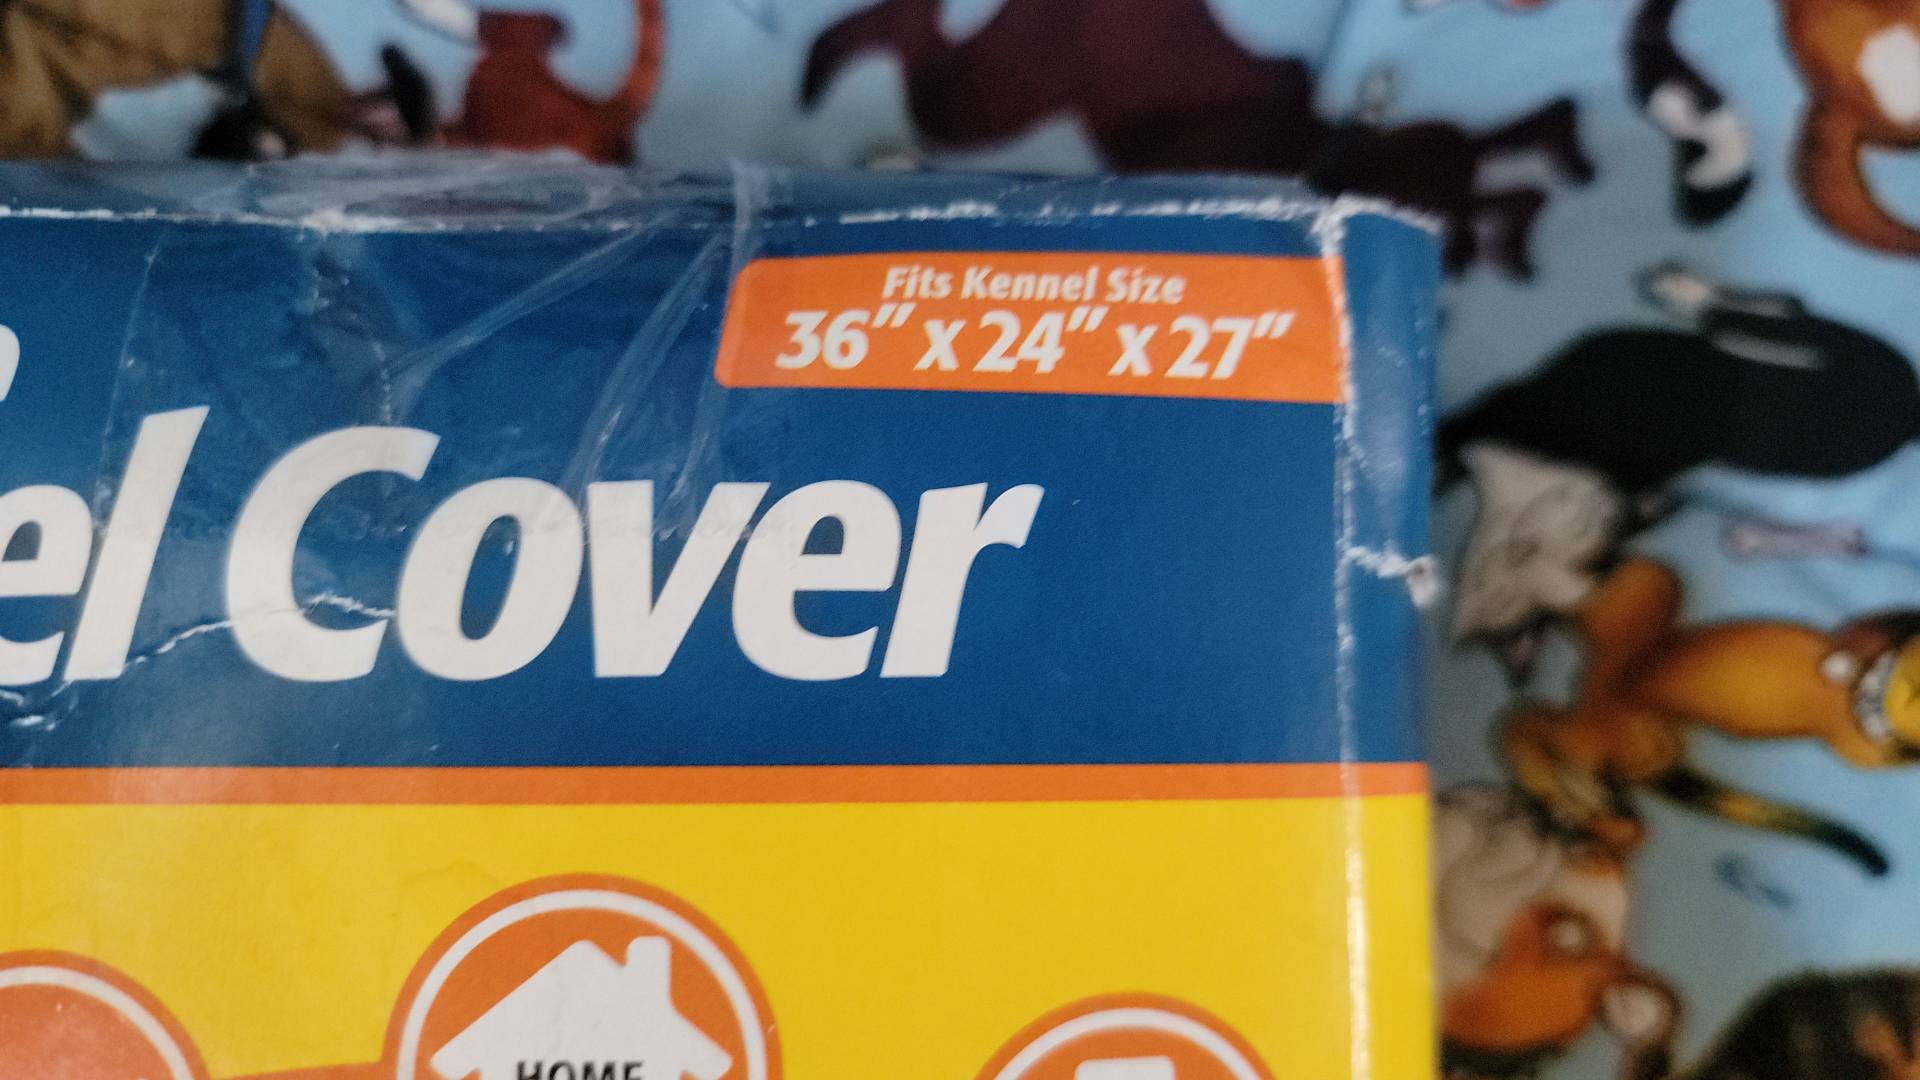 Fits Kennel Size
36" x 24" x 27"
el Cover
HOME